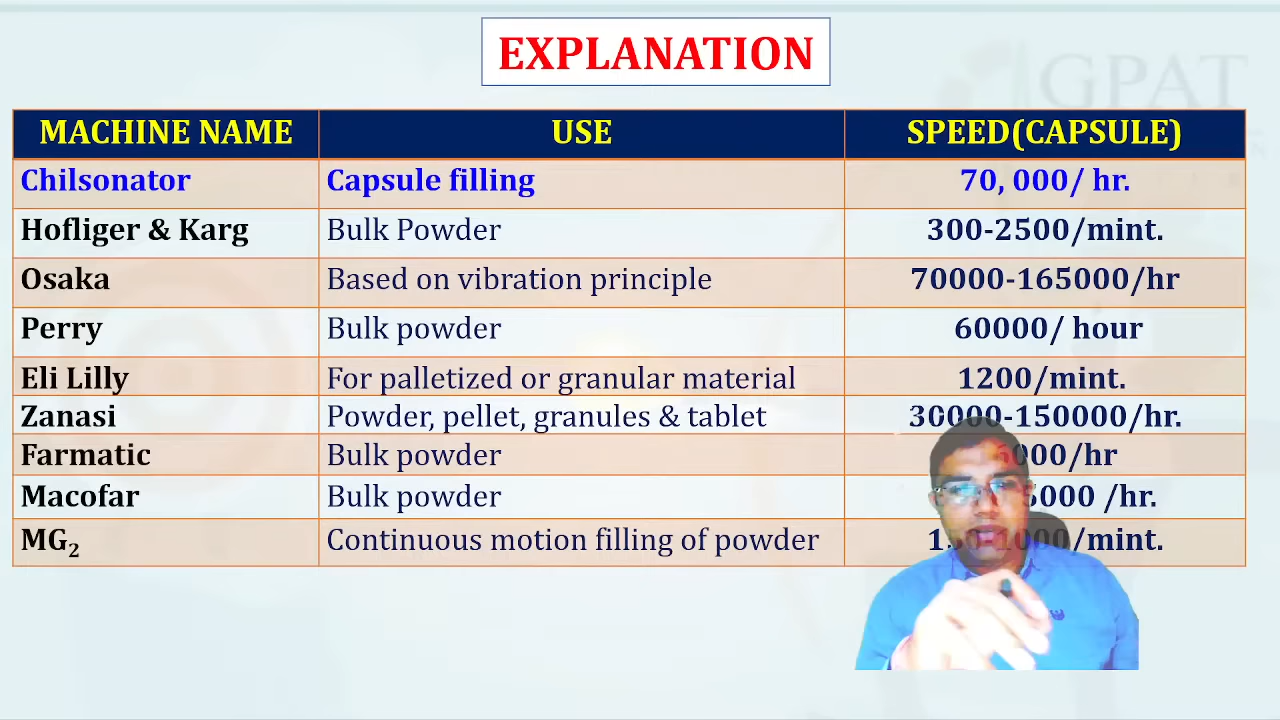 EXPLANATION
GPAT
MACHINE NAME USE SPEED(CAPSULE)
Chilsonator Capsule filling 70, 000/ hr.
Hofliger & Karg Bulk Powder 300-2500/mint.
Osaka Based on vibration principle 70000-165000/hr
Perry Bulk powder 60000/ hour
Eli Lilly For palletized or granular material 1200/mint.
Zanasi Powder, pellet, granules & tablet 30000-150000/hr.
Farmatic Bulk powder
Macofar Bulk powder /hr.
MG₂ Continuous motion filling of powder